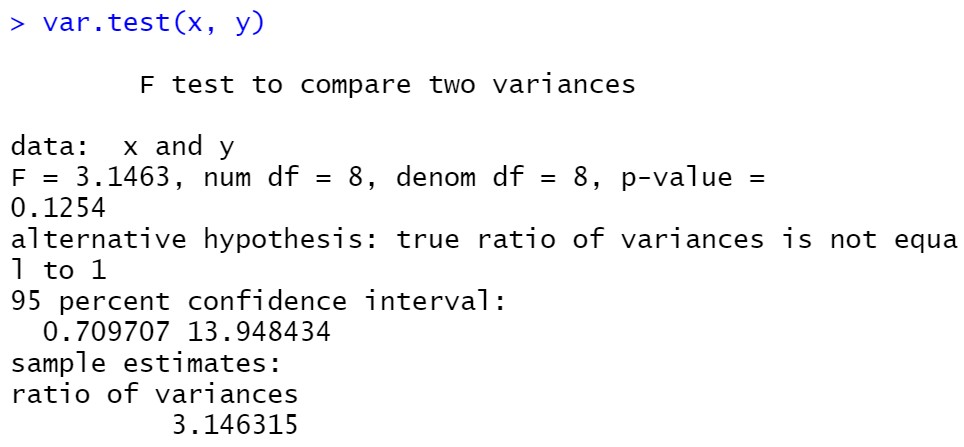 > var.test(x, y)
F test to compare two variances
data:  x and y
F = 3.1463, num df = 8, denom df = 8, p-value =
0.1254
alternative hypothesis: true ratio of variances is not equa
l to 1
95 percent confidence interval:
0.709707 13.948434
sample estimates:
ratio of variances
3.146315